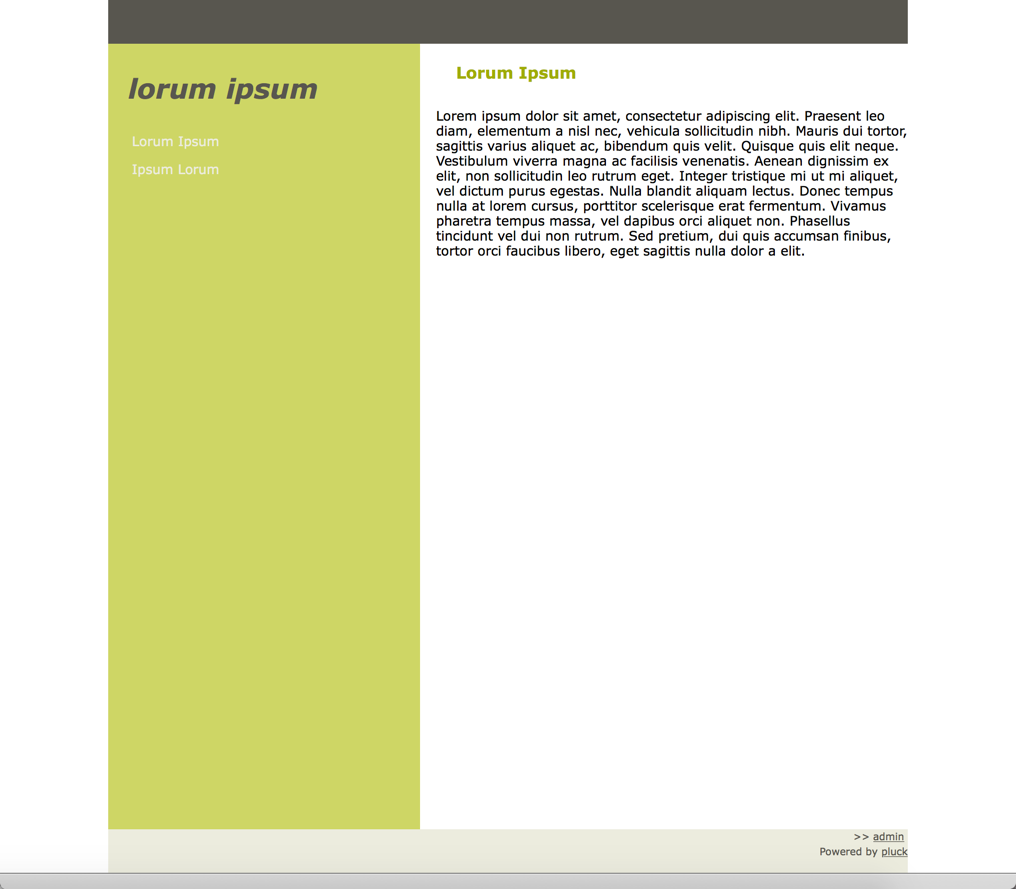 lorum ipsum
Lorum Ipsum
Ipsum Lorum
Lorum Ipsum
Lorem ipsum dolor sit amet, consectetur adipiscing elit. Praesent leo
diam, elementum a nisl nec, vehicula sollicitudin nibh. Mauris dui tortor,
sagittis varius aliquet ac, bibendum quis velit. Quisque quis elit neque.
Vestibulum viverra magna ac facilisis venenatis. Aenean dignissim ex
elit, non sollicitudin leo rutrum eget. Integer tristique mi ut mi aliquet,
vel dictum purus egestas. Nulla blandit aliquam lectus. Donec tempus
nulla at lorem cursus, porttitor scelerisque erat fermentum. Vivamus
pharetra tempus massa, vel dapibus orci aliquet non. Phasellus
tincidunt vel dui non rutrum. Sed pretium, dui quis accumsan finibus,
tortor orci faucibus libero, eget sagittis nulla dolor a elit.
>> admin
Powered by pluck